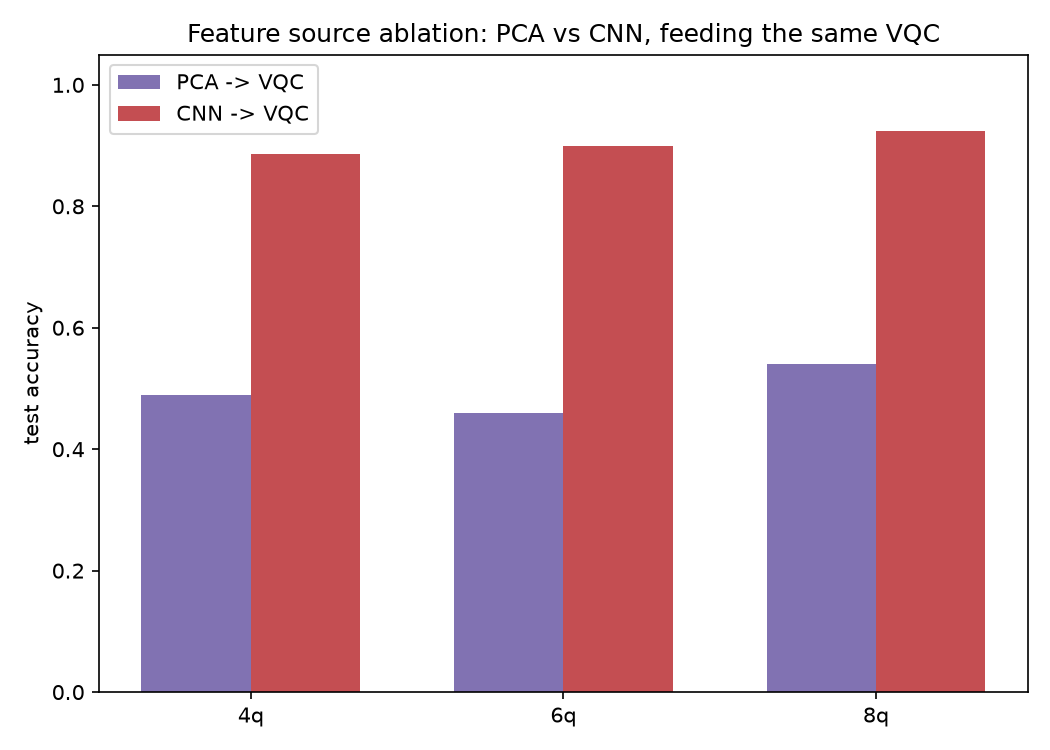 Feature source ablation: PCA vs CNN, feeding the same VQC
PCA -> VQC
CNN -> VQC
test accuracy
1.0
0.8
0.6
0.4
0.2
0.0
4q
6q
8q